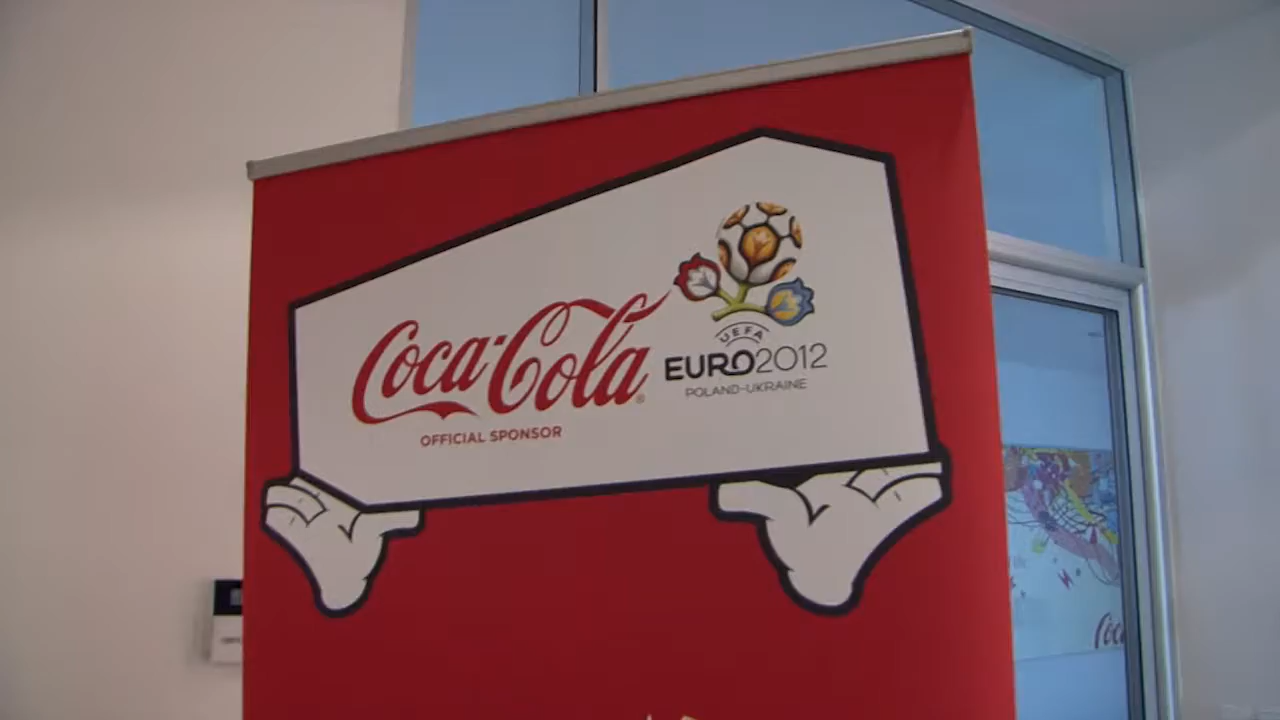 Coca-Cola
OFFICIAL SPONSOR
UEFA
EURO2012
POLAND-UKRAINE